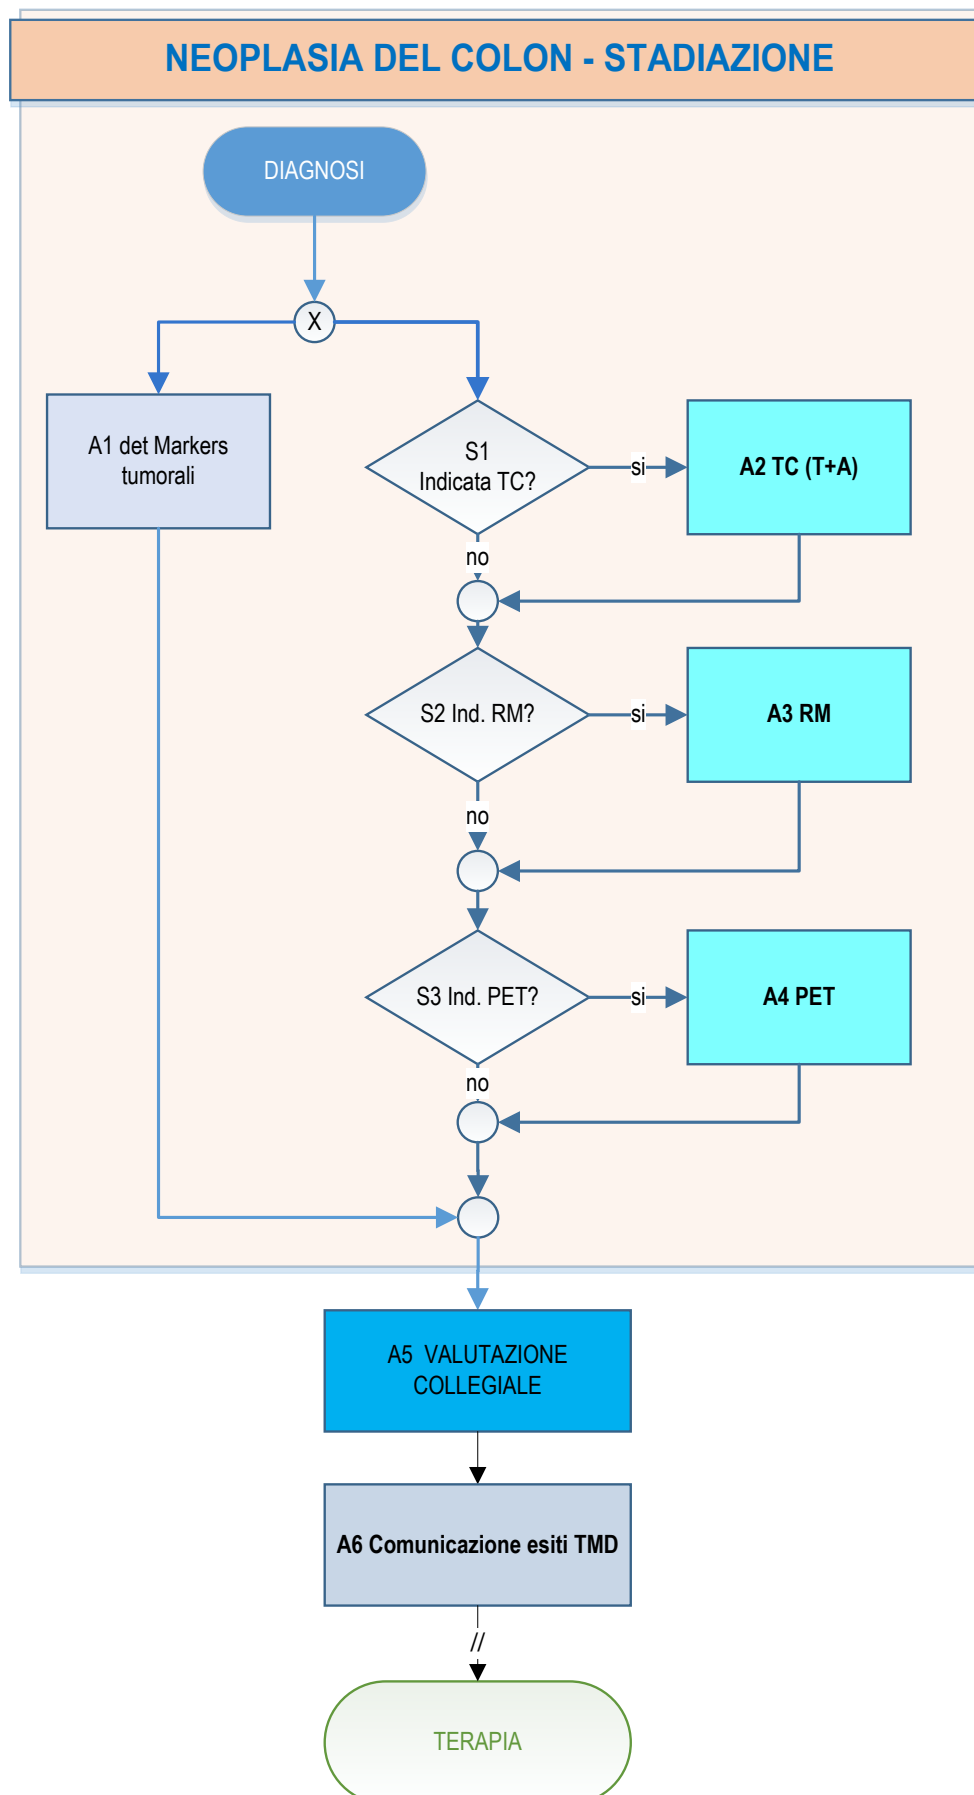 NEOPLASIA DEL COLON - STADIAZIONE
DIAGNOSI
X
A1 det Markers
tumorali
S1
Indicata TC?
si
A2 TC (T+A)
no
S2 Ind. RM?
si
A3 RM
no
S3 Ind. PET?
si
A4 PET
no
A5 VALUTAZIONE
COLLEGIALE
A6 Comunicazione esiti TMD
//
TERAPIA